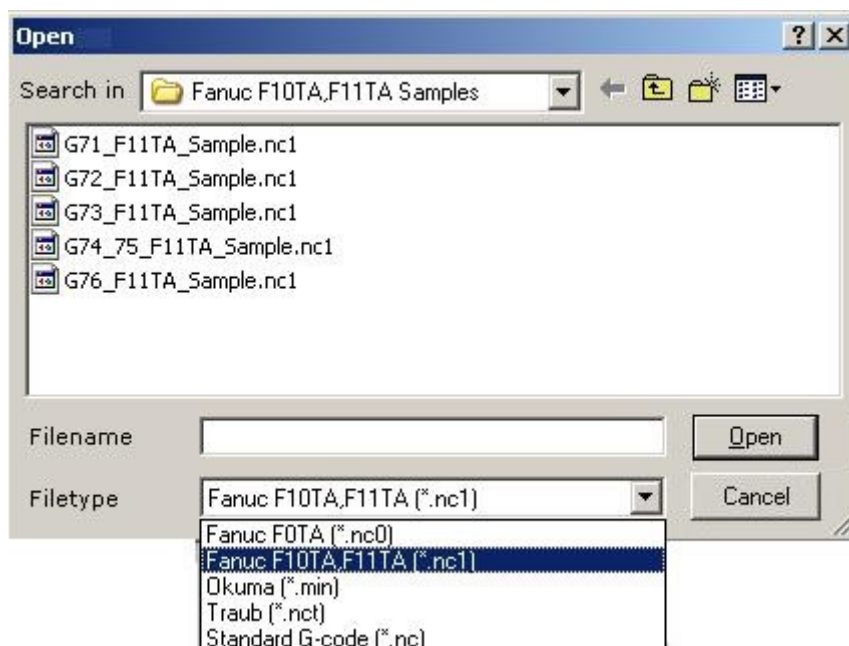 Open
Search in Fanuc F10TA,F11TA Samples
G71_F11TA_Sample.nc1
G72_F11TA_Sample.nc1
G73_F11TA_Sample.nc1
G74_75_F11TA_Sample.nc1
G76_F11TA_Sample.nc1
Filename Open
Filetype Fanuc F10TA,F11TA (*.nc1) Cancel
Fanuc F0TA (*.nc0)
Fanuc F10TA,F11TA (*.nc1)
Okuma (*.min)
Traub (*.nct)
Standard G-code (*.nc)